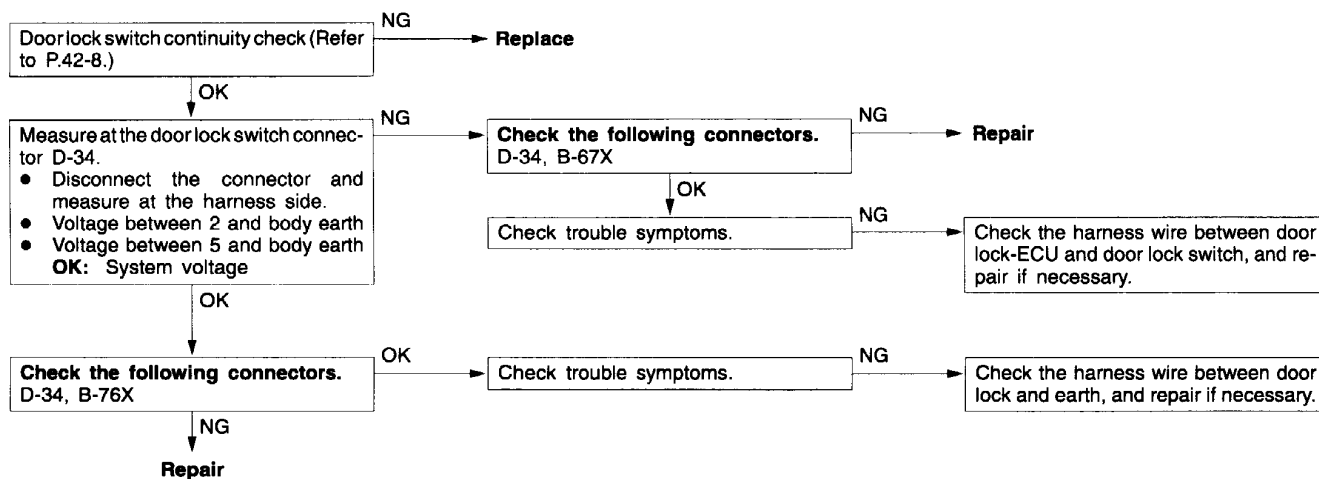 Door lock switch continuity check (Refer
to P.42-8.)
NG
Replace
OK
Measure at the door lock switch connec-
tor D-34.
● Disconnect the connector and
measure at the harness side.
● Voltage between 2 and body earth
● Voltage between 5 and body earth
OK: System voltage
NG
Check the following connectors.
D-34, B-67X
NG
Repair
OK
Check trouble symptoms.
NG
Check the harness wire between door
lock-ECU and door lock switch, and re-
pair if necessary.
OK
Check the following connectors.
D-34, B-76X
OK
Check trouble symptoms.
NG
Check the harness wire between door
lock and earth, and repair if necessary.
NG
Repair